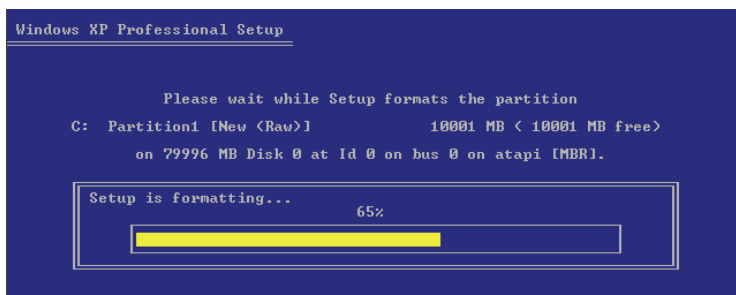 Windows XP Professional Setup
Please wait while Setup formats the partition
C: Partition1 [New (Raw)] 10001 MB ( 10001 MB free)
on 79996 MB Disk 0 at Id 0 on bus 0 on atapi [MBR].
Setup is formatting...
65%